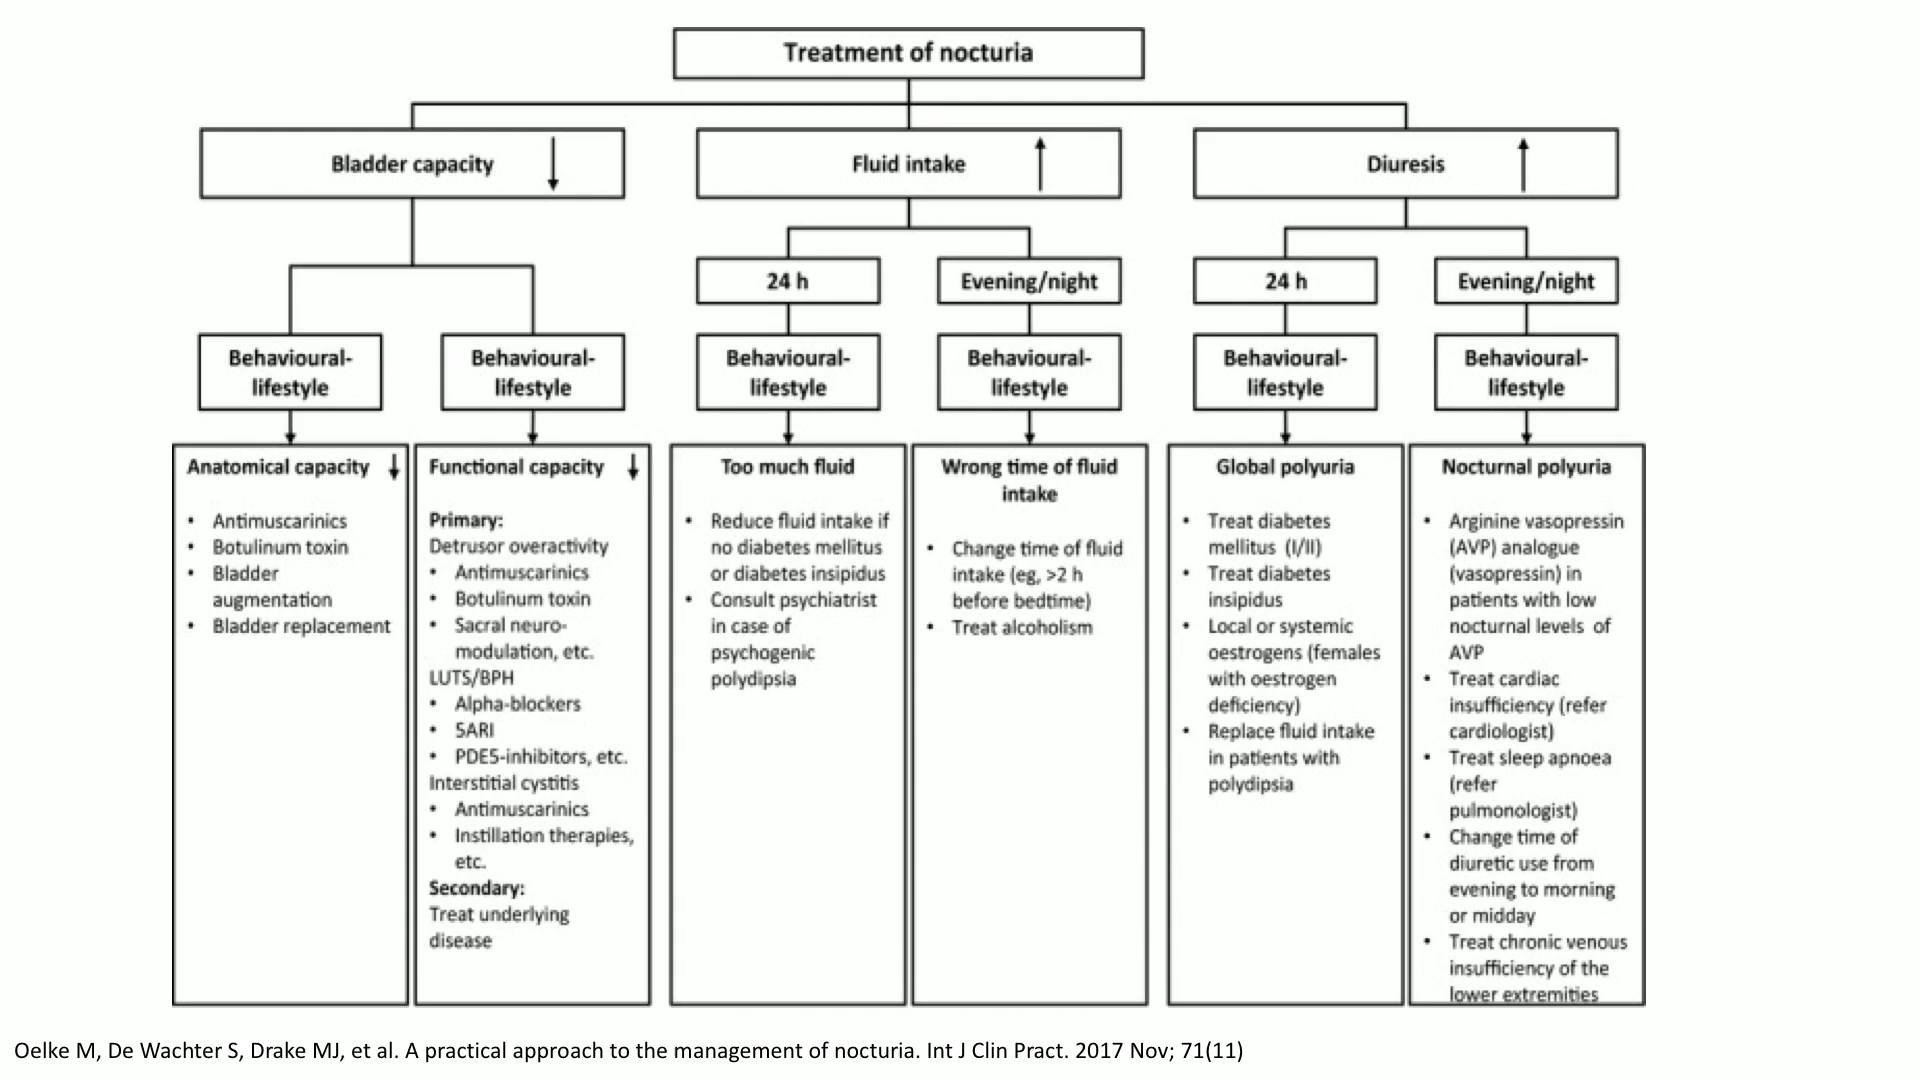 Treatment of nocturia
Bladder capacity
Fluid intake
Diuresis
24 h
Evening/night
24 h
Evening/night
Behavioural-
lifestyle
Behavioural-
lifestyle
Behavioural-
lifestyle
Behavioural-
lifestyle
Behavioural-
lifestyle
Behavioural-
lifestyle
Anatomical capacity
• Antimuscarinics
• Botulinum toxin
• Bladder
augmentation
• Bladder replacement
Functional capacity
Primary:
Detrusor overactivity
• Antimuscarinics
• Botulinum toxin
• Sacral neuro-
modulation, etc.
LUTS/BPH
• Alpha-blockers
• 5ARI
• PDE5-inhibitors, etc.
Interstitial cystitis
• Antimuscarinics
• Instillation therapies,
etc.
Secondary:
Treat underlying
disease
Too much fluid
• Reduce fluid intake if
no diabetes mellitus
or diabetes insipidus
• Consult psychiatrist
in case of
psychogenic
polydipsia
Wrong time of fluid
intake
• Change time of fluid
intake (eg, >2 h
before bedtime)
• Treat alcoholism
Global polyuria
• Treat diabetes
mellitus (I/II)
• Treat diabetes
insipidus
• Local or systemic
oestrogens (females
with oestrogen
deficiency)
• Replace fluid intake
in patients with
polydipsia
Nocturnal polyuria
• Arginine vasopressin
(AVP) analogue
(vasopressin) in
patients with low
nocturnal levels of
AVP
• Treat cardiac
insufficiency (refer
cardiologist)
• Treat sleep apnoea
(refer
pulmonologist)
• Change time of
diuretic use from
evening to morning
or midday
• Treat chronic venous
insufficiency of the
lower extremities
Oelke M, De Wachter S, Drake MJ, et al. A practical approach to the management of nocturia. Int J Clin Pract. 2017 Nov; 71(11)